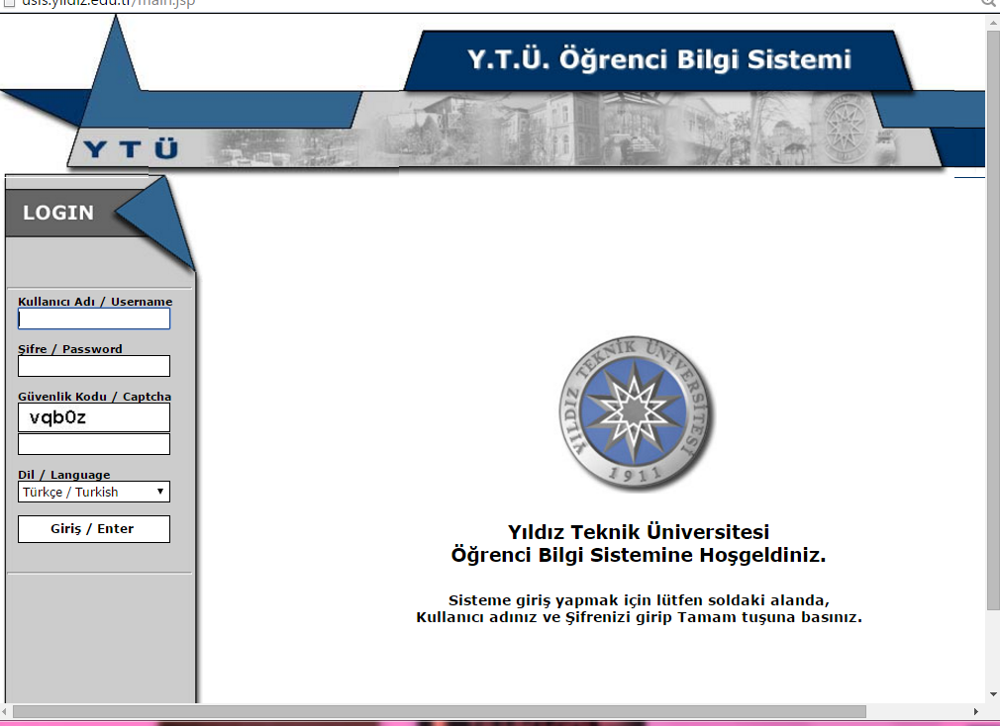 usis.yildiz.edu.tr/main.jsp
Y.T.Ü. Öğrenci Bilgi Sistemi
Y T Ü
LOGIN
Kullanıcı Adı / Username
Şifre / Password
Güvenlik Kodu / Captcha
vqb0z
Dil / Language
Türkçe / Turkish
Giriş / Enter
YILDIZ TEKNİK ÜNİVERSİTESİ
1911
Yıldız Teknik Üniversitesi
Öğrenci Bilgi Sistemine Hoşgeldiniz.
Sisteme giriş yapmak için lütfen soldaki alanda,
Kullanıcı adınız ve Şifrenizi girip Tamam tuşuna basınız.